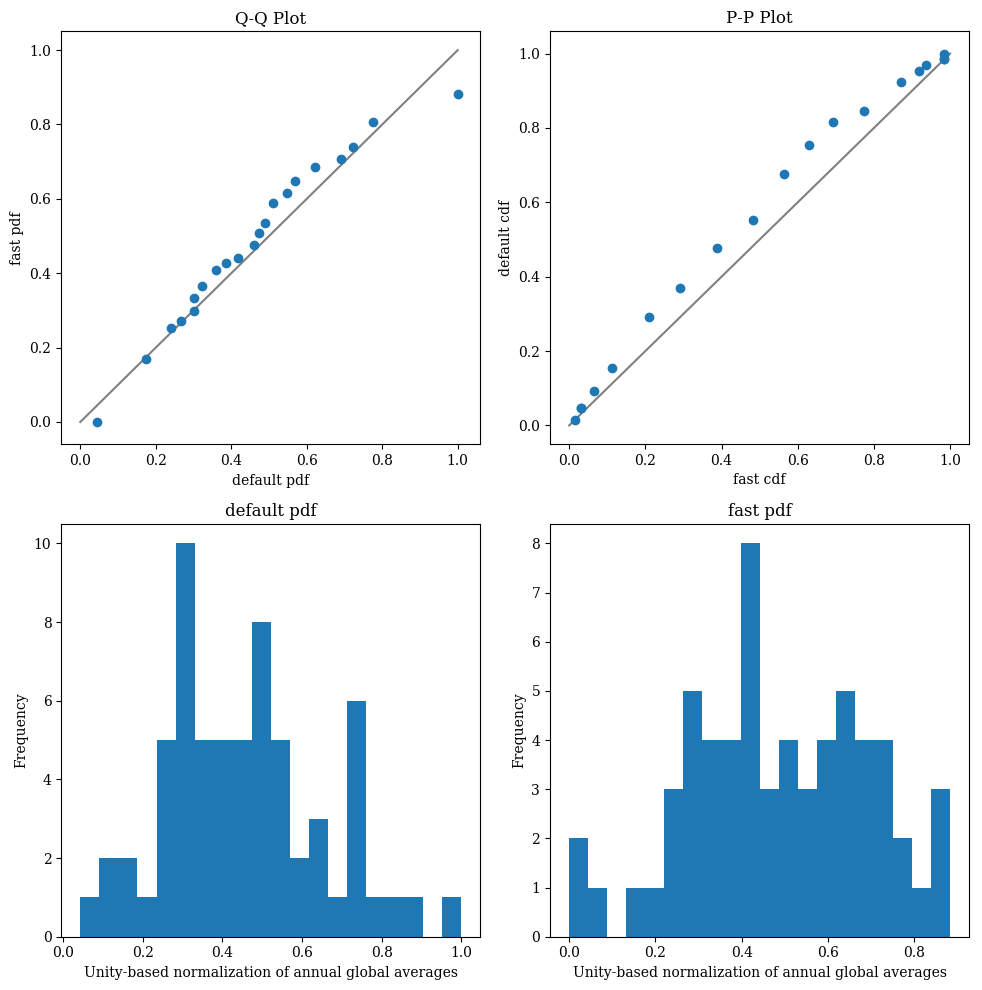 Q-Q Plot
1.0
0.8
0.6
0.4
0.2
0.0
fast pdf
0.0 0.2 0.4 0.6 0.8 1.0
default pdf
P-P Plot
1.0
0.8
0.6
0.4
0.2
0.0
default cdf
0.0 0.2 0.4 0.6 0.8 1.0
fast cdf
default pdf
10
8
6
4
2
0
Frequency
0.0 0.2 0.4 0.6 0.8 1.0
Unity-based normalization of annual global averages
fast pdf
8
7
6
5
4
3
2
1
0
Frequency
0.0 0.2 0.4 0.6 0.8
Unity-based normalization of annual global averages